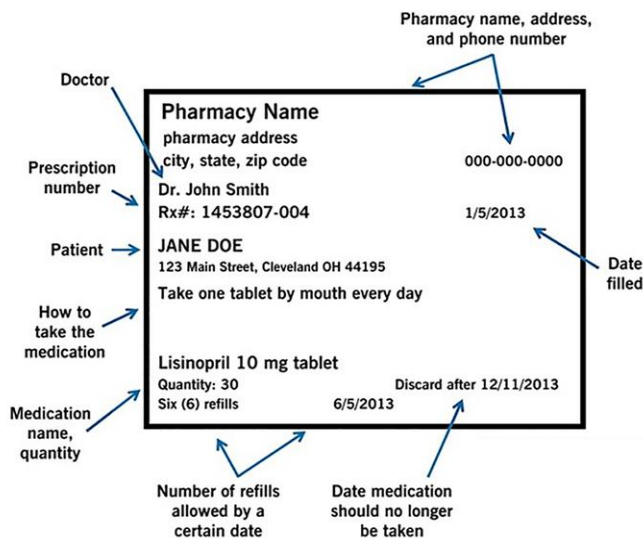 Pharmacy name, address,
and phone number
Doctor
Pharmacy Name
pharmacy address
city, state, zip code
000-000-0000
Prescription
number
Dr. John Smith
Rx#: 1453807-004
1/5/2013
Patient
JANE DOE
123 Main Street, Cleveland OH 44195
Date
filled
Take one tablet by mouth every day
How to
take the
medication
Lisinopril 10 mg tablet
Quantity: 30
Discard after 12/11/2013
Six (6) refills
6/5/2013
Medication
name,
quantity
Number of refills
allowed by a
certain date
Date medication
should no longer
be taken